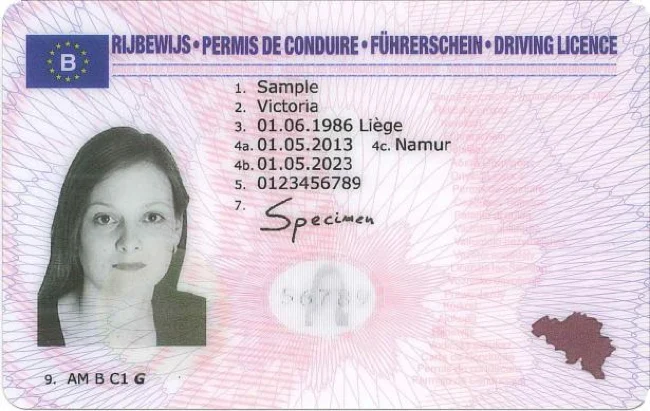 B
RIJBEWIJS • PERMIS DE CONDUIRE • FÜHRERSCHEIN • DRIVING LICENCE
1. Sample
2. Victoria
3. 01.06.1986 Liège
4a. 01.05.2013 4c. Namur
4b. 01.05.2023
5. 0123456789
7. Specimen
56789
9. AM B C1 G